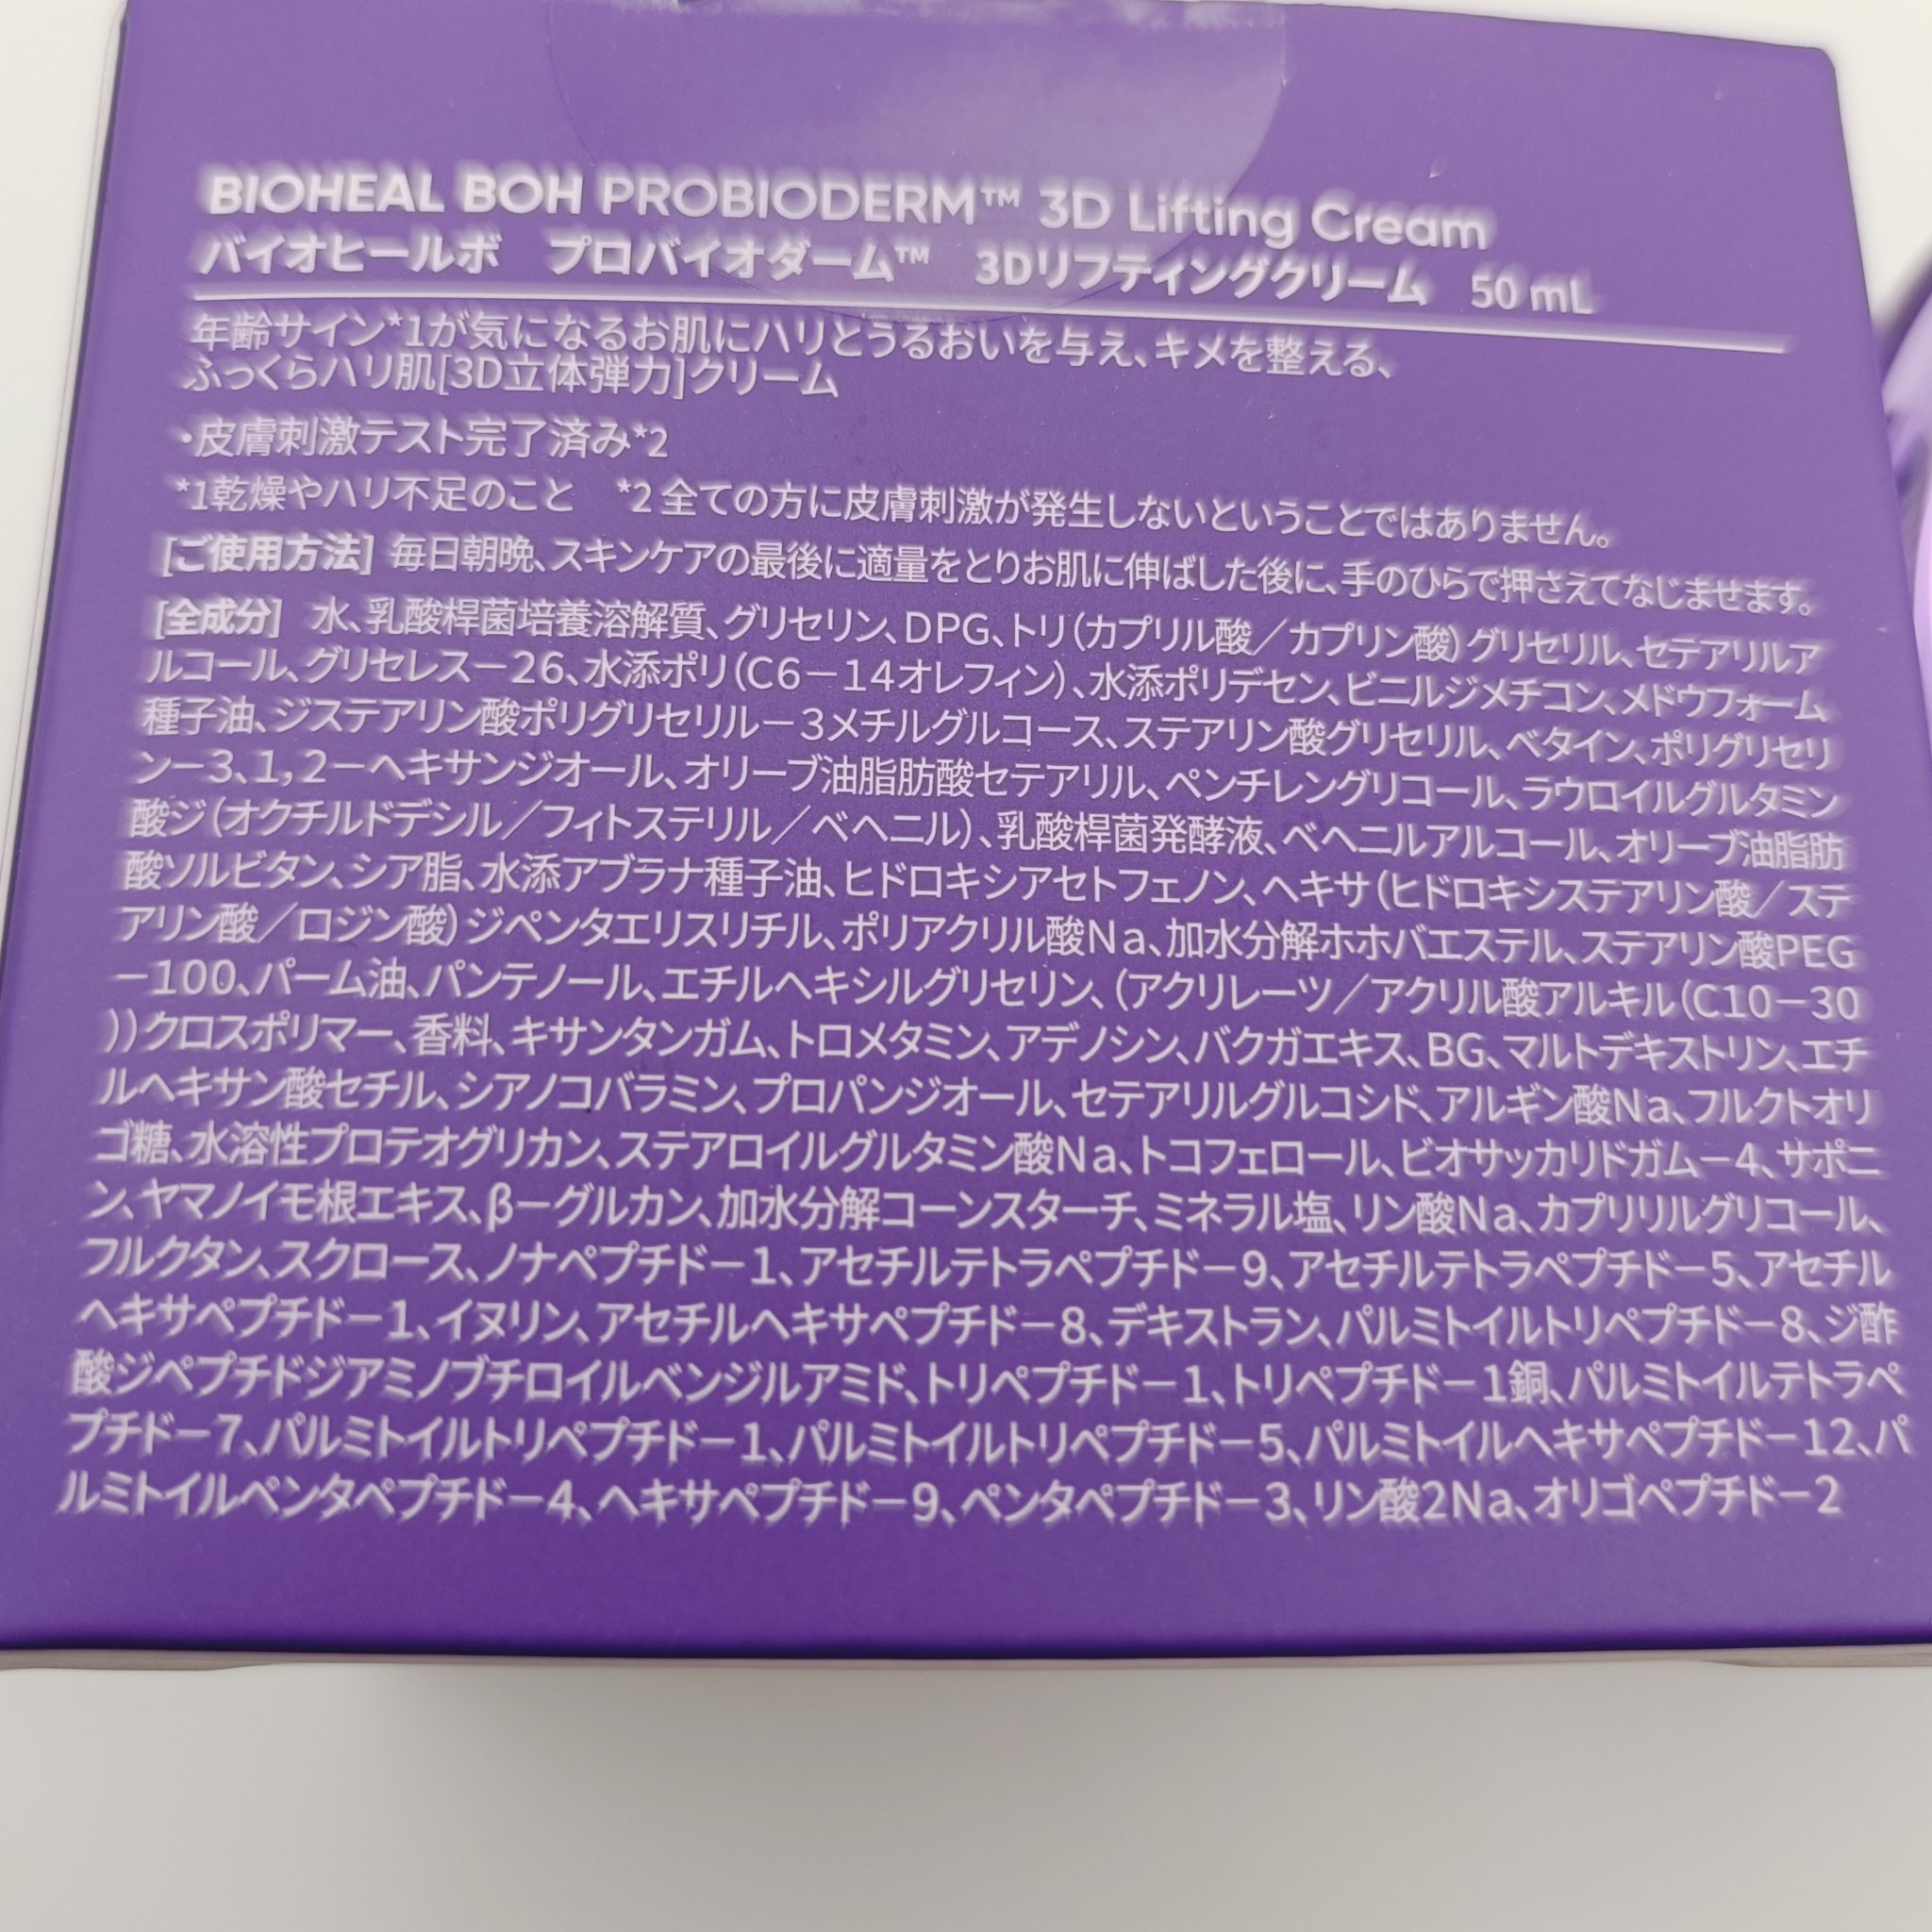 BIOHEAL BOH PROBIODERM™ 3D Lifting Cream
バイオヒールボ　プロバイオダーム™　3Dリフティングクリーム　50 mL
年齢サイン*1が気になるお肌にハリとうるおいを与え、キメを整える、
ふっくらハリ肌[3D立体弾力]クリーム
・皮膚刺激テスト完了済み*2
*1乾燥やハリ不足のこと　*2 全ての方に皮膚刺激が発生しないということではありません。
[ご使用方法] 毎日朝晩、スキンケアの最後に適量をとりお肌に伸ばした後に、手のひらで押さえてなじませます。
[全成分]　水、乳酸桿菌培養溶解質、グリセリン、DPG、トリ（カプリル酸／カプリン酸）グリセリル、セテアリルア
ルコール、グリセレス－26、水添ポリ（C6－14オレフィン）、水添ポリデセン、ビニルジメチコン、メドウフォーム
種子油、ジステアリン酸ポリグリセリル－3メチルグルコース、ステアリン酸グリセリル、ベタイン、ポリグリセリ
ン－3、1，2－ヘキサンジオール、オリーブ油脂肪酸セテアリル、ペンチレングリコール、ラウロイルグルタミン
酸ジ（オクチルドデシル／フィトステリル／ベヘニル）、乳酸桿菌発酵液、ベヘニルアルコール、オリーブ油脂肪
酸ソルビタン、シア脂、水添アブラナ種子油、ヒドロキシアセトフェノン、ヘキサ（ヒドロキシステアリン酸／ステ
アリン酸／ロジン酸）ジペンタエリスリチル、ポリアクリル酸Na、加水分解ホホバエステル、ステアリン酸PEG
－100、パーム油、パンテノール、エチルヘキシルグリセリン、（アクリレーツ／アクリル酸アルキル（C10－30
））クロスポリマー、香料、キサンタンガム、トロメタミン、アデノシン、バクガエキス、BG、マルトデキストリン、エチ
ルヘキサン酸セチル、シアノコバラミン、プロパンジオール、セテアリルグルコシド、アルギン酸Na、フルクトオリ
ゴ糖、水溶性プロテオグリカン、ステアロイルグルタミン酸Na、トコフェロール、ビオサッカリドガム－4、サポニ
ン、ヤマノイモ根エキス、β－グルカン、加水分解コーンスターチ、ミネラル塩、リン酸Na、カプリリルグリコール、
フルクタン、スクロース、ノナペプチド－1、アセチルテトラペプチド－9、アセチルテトラペプチド－5、アセチル
ヘキサペプチド－1、イヌリン、アセチルヘキサペプチド－8、デキストラン、パルミトイルトリペプチド－8、ジ酢
酸ジペプチドジアミノブチロイルベンジルアミド、トリペプチド－1、トリペプチド－1銅、パルミトイルテトラペ
プチド－7、パルミトイルトリペプチド－1、パルミトイルトリペプチド－5、パルミトイルヘキサペプチド－12、パ
ルミトイルペンタペプチド－4、ヘキサペプチド－9、ペンタペプチド－3、リン酸2Na、オリゴペプチド－2